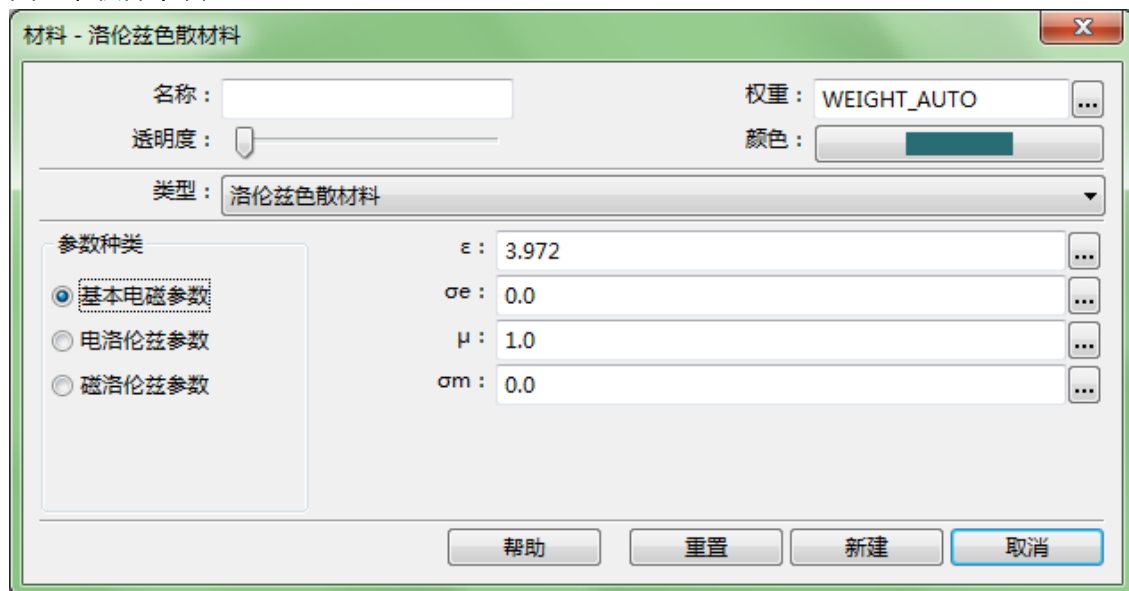 材料 - 洛伦兹色散材料
名称： 权重： WEIGHT_AUTO ...
透明度： 颜色：
类型： 洛伦兹色散材料
参数种类 ε： 3.972 ...
基本电磁参数 σe： 0.0 ...
电洛伦兹参数 μ： 1.0 ...
磁洛伦兹参数 σm： 0.0 ...
帮助 重置 新建 取消